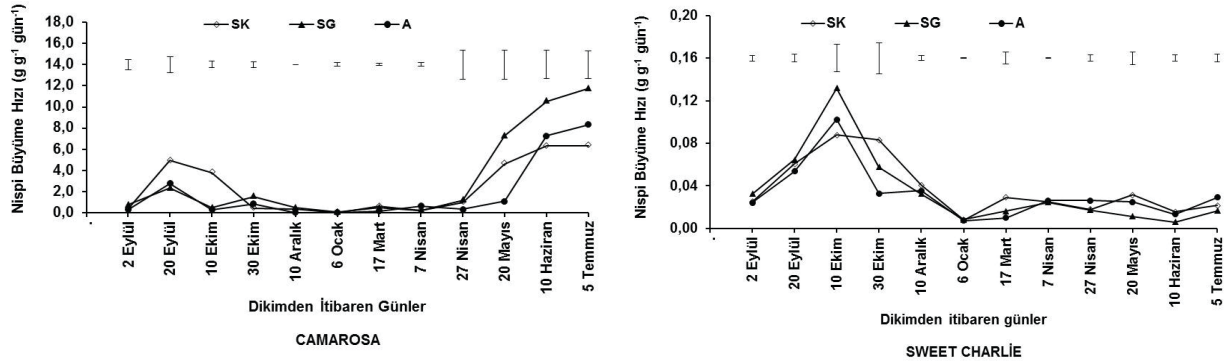 SK SG A
Nispi Büyüme Hızı (g g-1 gün-1)
18,0
16,0
14,0
12,0
10,0
8,0
6,0
4,0
2,0
0,0
2 Eylül
20 Eylül
10 Ekim
30 Ekim
10 Aralık
6 Ocak
17 Mart
7 Nisan
27 Nisan
20 Mayıs
10 Haziran
5 Temmuz
Dikimden İtibaren Günler
CAMAROSA
SK SG A
Nispi Büyüme Hızı (g g-1 gün-1)
0,20
0,16
0,12
0,08
0,04
0,00
2 Eylül
20 Eylül
10 Ekim
30 Ekim
10 Aralık
6 Ocak
17 Mart
7 Nisan
27 Nisan
20 Mayıs
10 Haziran
5 Temmuz
Dikimden itibaren günler
SWEET CHARLİE